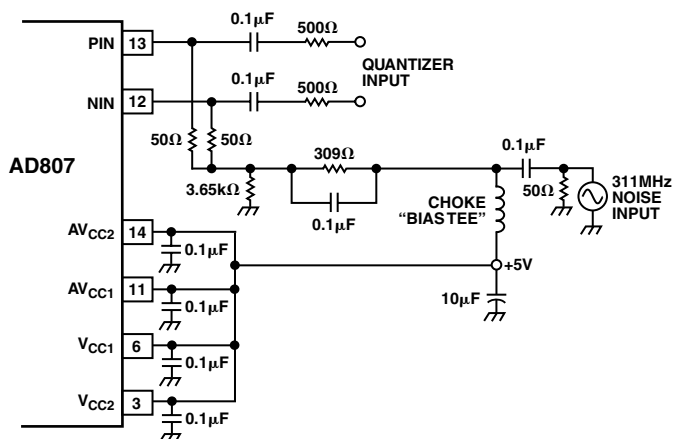 0.1µF
500Ω
PIN
13
QUANTIZER
INPUT
0.1µF
500Ω
NIN
12
50Ω
50Ω
AD807
309Ω
0.1µF
3.65kΩ
0.1µF
CHOKE
"BIAS TEE"
50Ω
311MHz
NOISE
INPUT
AVCC2
14
0.1µF
+5V
AVCC1
11
0.1µF
10µF
VCC1
6
0.1µF
VCC2
3
0.1µF